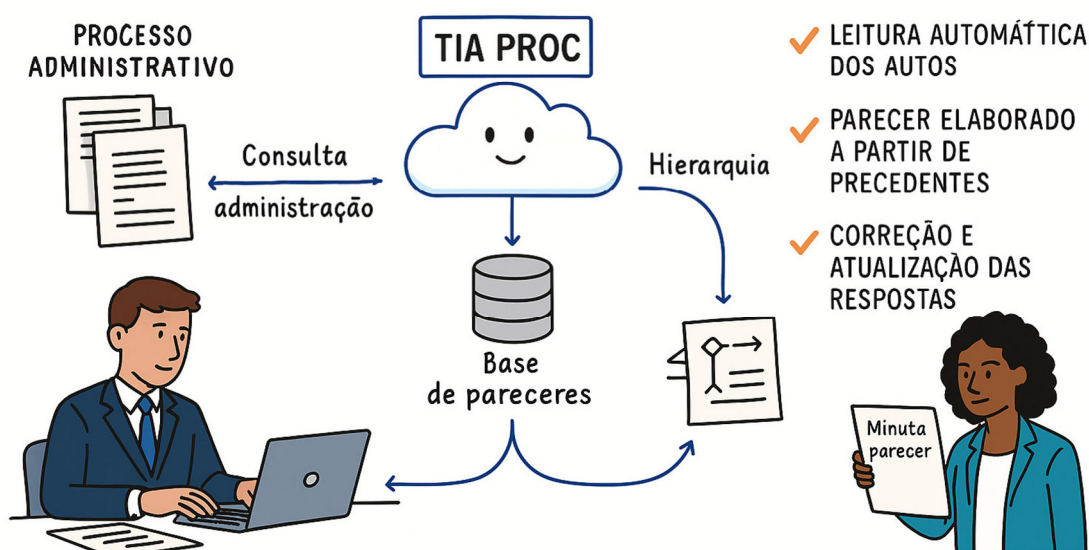 PROCESSO
ADMINISTRATIVO
TIA PROC
Consulta
administração
Hierarquia
Base
de pareceres
LEITURA AUTOMÁTTICA
DOS AUTOS
PARECER ELABORADO
A PARTIR DE
PRECEDENTES
CORREÇÃO E
ATUALIZAÇÀO DAS
RESPOSTAS
Minuta
parecer